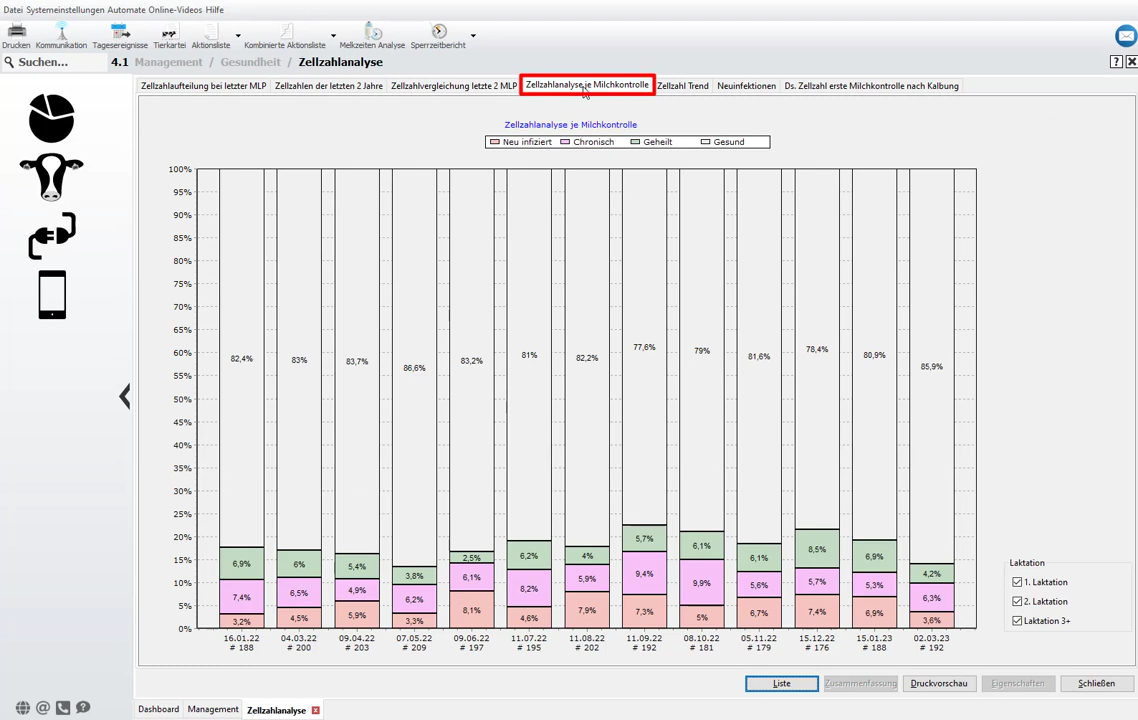 Datei Systemeinstellungen Automate Online-Videos Hilfe
Drucken Kommunikation Tagesereignisse Tierkartei Aktionsliste Kombinierte Aktionsliste Melkzeiten Analyse Sperrzeitbericht
Suchen... 4.1 Management / Gesundheit / Zellzahlanalyse ?
Zellzahlaufteilung bei letzter MLP Zellzahlen der letzten 2 Jahre Zellzahlvergleichung letzte 2 MLP Zellzahlanalyse je Milchkontrolle Zellzahl Trend Neuinfektionen Ds. Zellzahl erste Milchkontrolle nach Kalbung
Zellzahlanalyse je Milchkontrolle
Neu infiziert Chronisch Geheilt Gesund
100%
95%
90%
85%
80%
75%
70%
65%
60%
55%
50%
45%
40%
35%
30%
25%
20%
15%
10%
5%
0%
82,4% 83% 83,7% 86,6% 83,2% 81% 82,2% 77,6% 79% 81,6% 78,4% 80,9% 85,9%
6,9% 6% 5,4% 3,8% 2,5% 6,2% 4% 5,7% 6,1% 6,1% 8,5% 6,9% 4,2%
7,4% 6,5% 4,9% 6,2% 6,1% 8,2% 5,9% 9,4% 9,9% 5,6% 5,7% 5,3% 6,3%
3,2% 4,5% 5,9% 3,3% 8,1% 4,6% 7,9% 7,3% 5% 6,7% 7,4% 6,9% 3,6%
16.01.22 04.03.22 09.04.22 07.05.22 09.06.22 11.07.22 11.08.22 11.09.22 08.10.22 05.11.22 15.12.22 15.01.23 02.03.23
# 188 # 200 # 203 # 209 # 197 # 195 # 202 # 192 # 181 # 179 # 176 # 188 # 192
Laktation
1. Laktation
2. Laktation
Laktation 3+
Liste Zusammenfassung Druckvorschau Eigenschaften Schließen
Dashboard Management Zellzahlanalyse